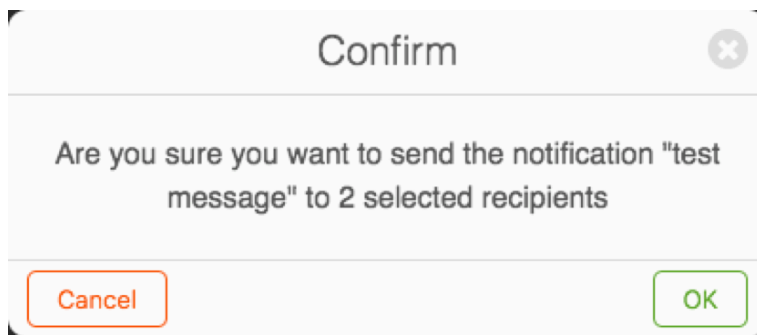 Confirm
Are you sure you want to send the notification "test
message" to 2 selected recipients
Cancel
OK